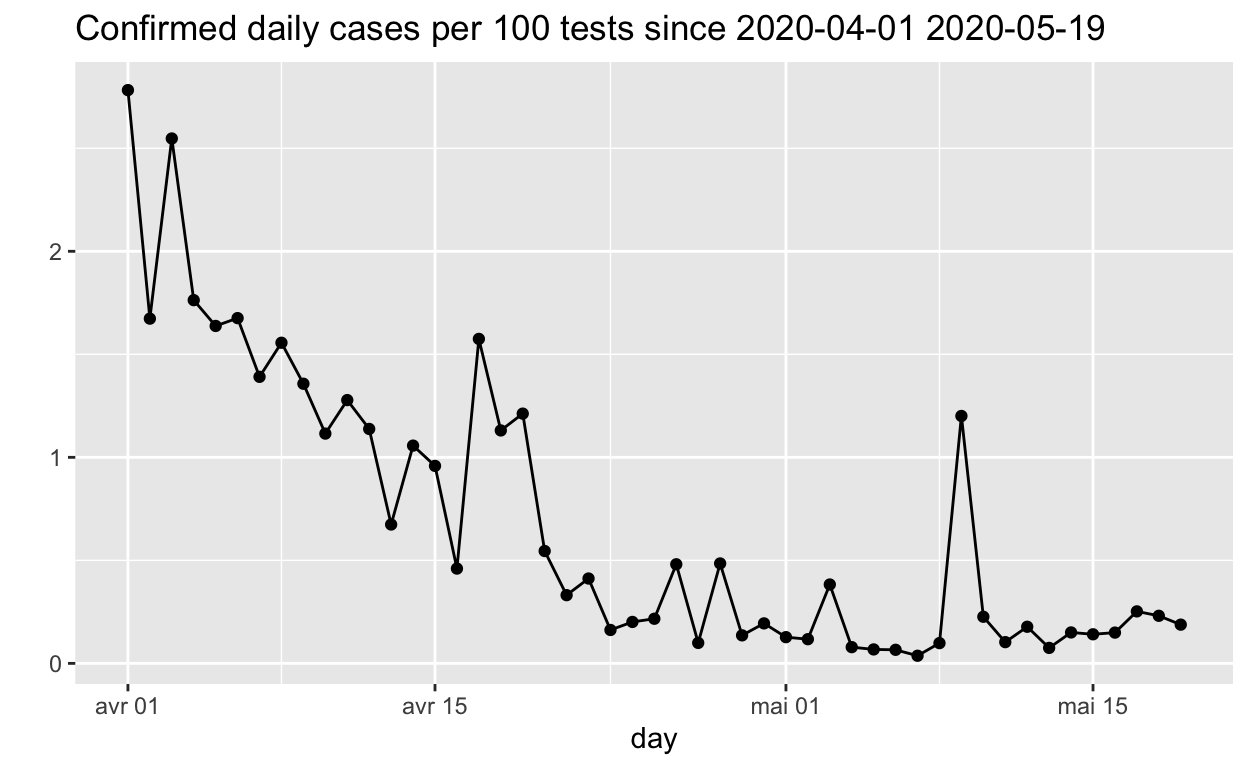 Confirmed daily cases per 100 tests since 2020-04-01 2020-05-19
2
1
0
avr 01 avr 15 mai 01 mai 15
day